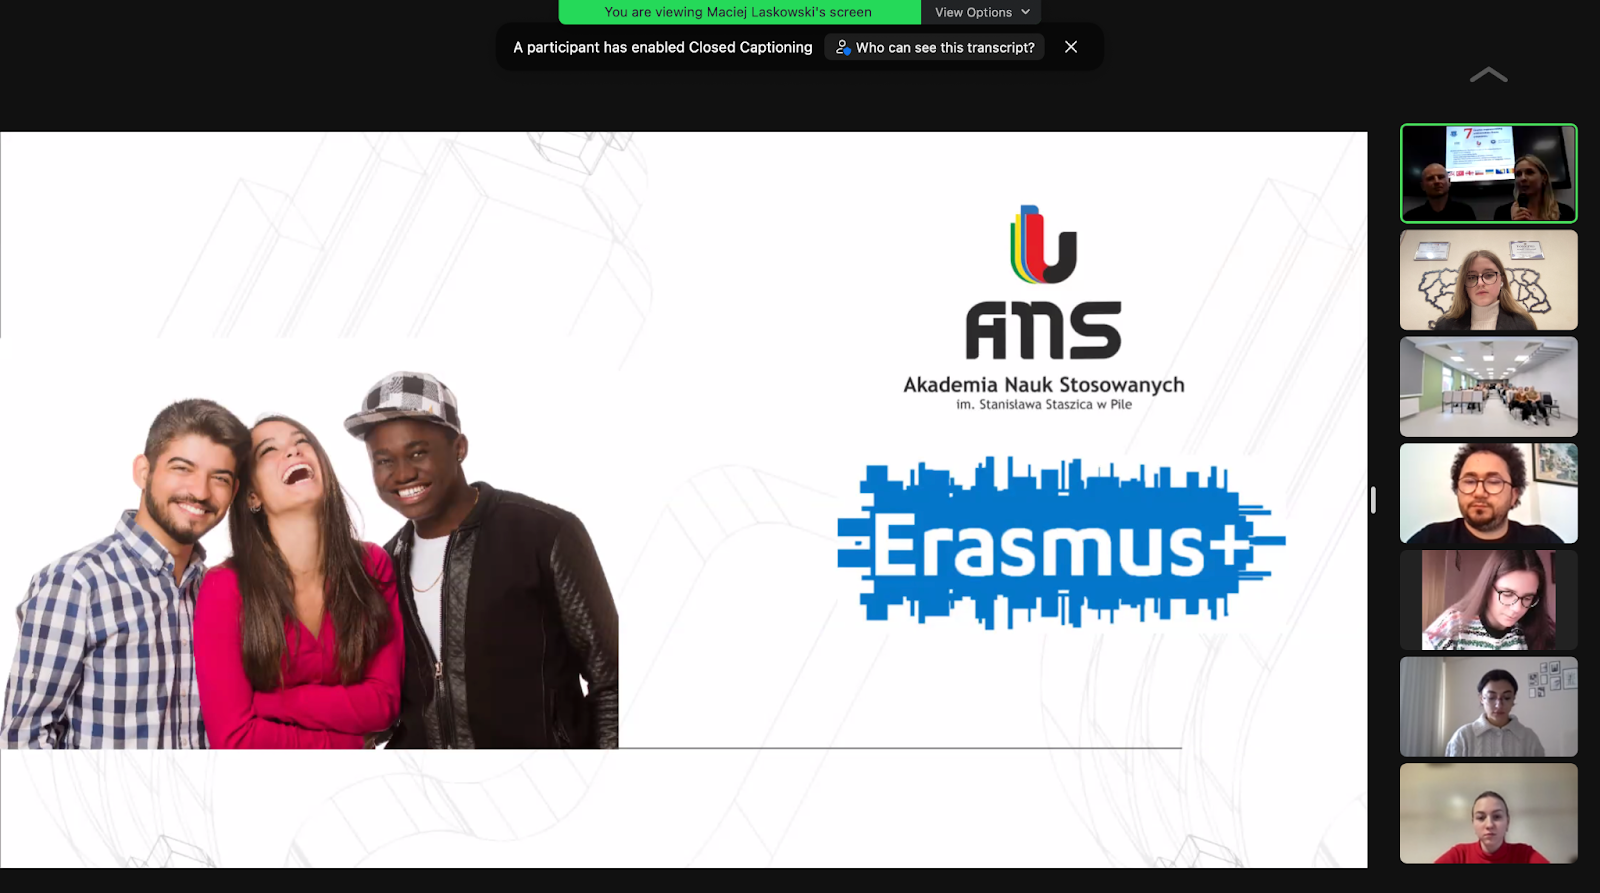 You are viewing Maciej Laskowski's screen
View Options
A participant has enabled Closed Captioning
Who can see this transcript?
ANS
Akademia Nauk Stosowanych
im. Stanisława Staszica w Pile
Erasmus+
7